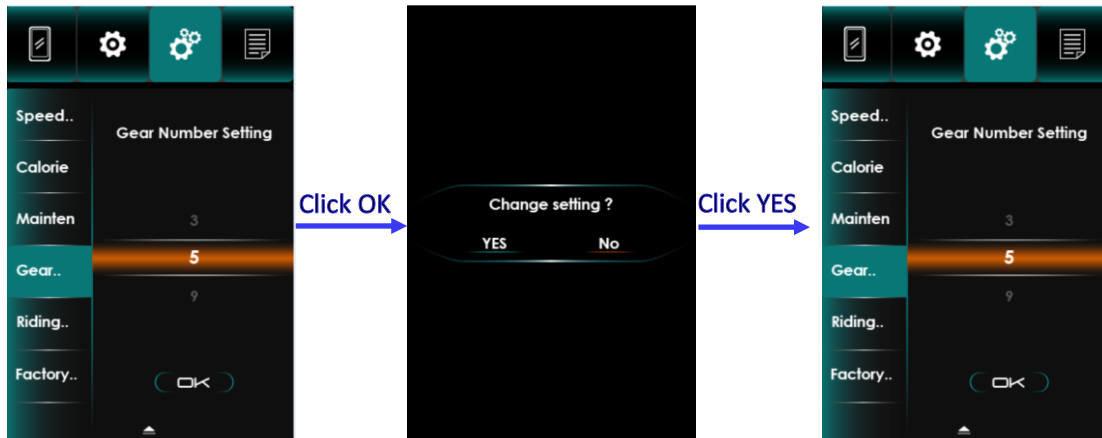 Speed..
Calorie
Mainten
Gear..
Riding..
Factory..
Gear Number Setting
3
5
9
OK
Click OK
Change setting ?
YES No
Click YES
Speed..
Calorie
Mainten
Gear..
Riding..
Factory..
Gear Number Setting
3
5
9
OK